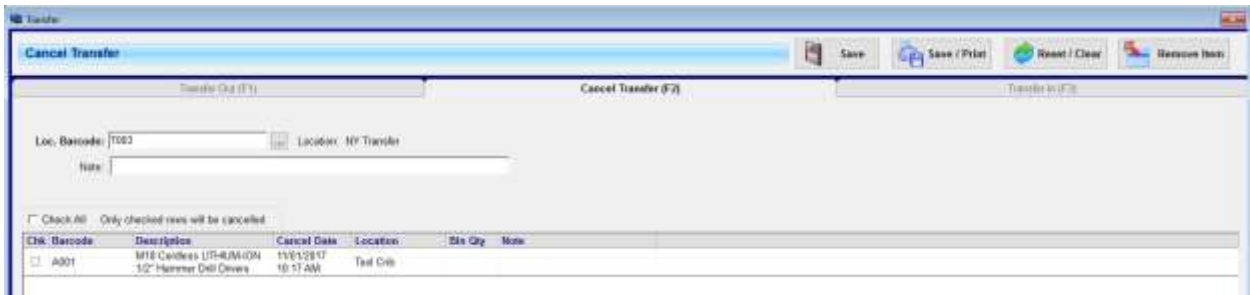 Transfer
Cancel Transfer
Save
Save / Print
Reset / Clear
Remove Item
Transfer Out (F1)
Cancel Transfer (F2)
Transfer In (F3)
Loc. Barcode: T003
Location: NY Transfer
Note:
Check All Only checked rows will be cancelled
Chk Barcode Description Cancel Date Location Bin Qty Note
A001 M18 Cordless LITHIUM-ION 11/01/2017 Tool Crib
1/2" Hammer Drill Drivers 10:17 AM